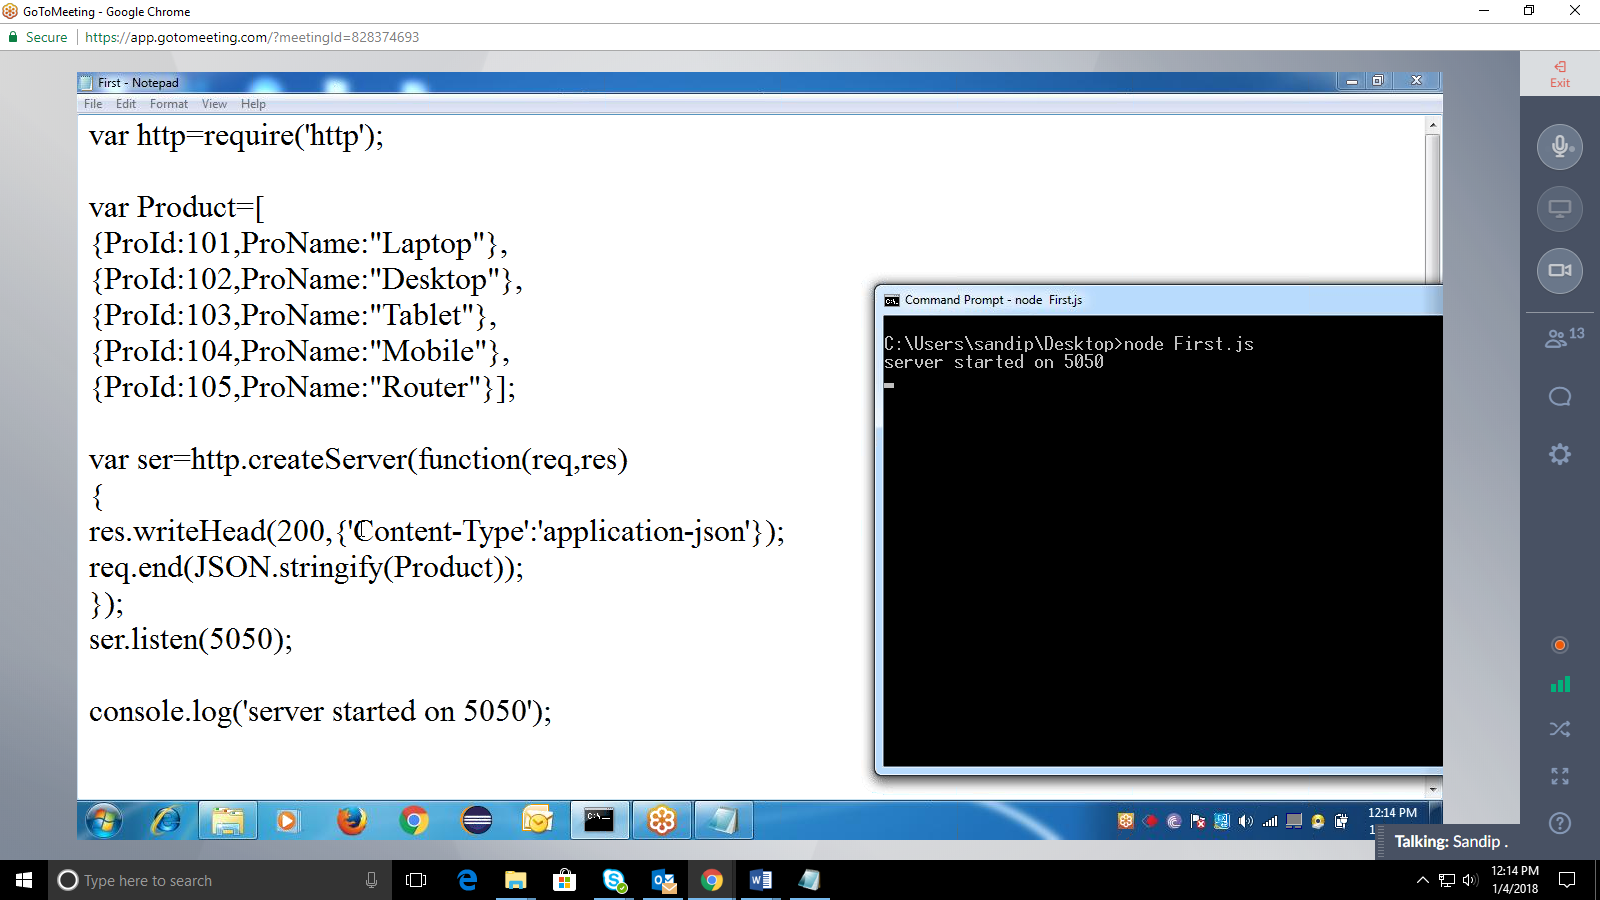 GoToMeeting - Google Chrome
Secure https://app.gotomeeting.com/?meetingId=828374693
Exit
First - Notepad
File Edit Format View Help
var http=require('http');
var Product=[
{ProId:101,ProName:"Laptop"},
{ProId:102,ProName:"Desktop"},
{ProId:103,ProName:"Tablet"},
{ProId:104,ProName:"Mobile"},
{ProId:105,ProName:"Router"}];
var ser=http.createServer(function(req,res)
{
res.writeHead(200,{'Content-Type':'application-json'});
req.end(JSON.stringify(Product));
});
ser.listen(5050);
console.log('server started on 5050');
Command Prompt - node First.js
C:\Users\sandip\Desktop>node First.js
server started on 5050
13
12:14 PM
Talking: Sandip .
Type here to search
12:14 PM
1/4/2018